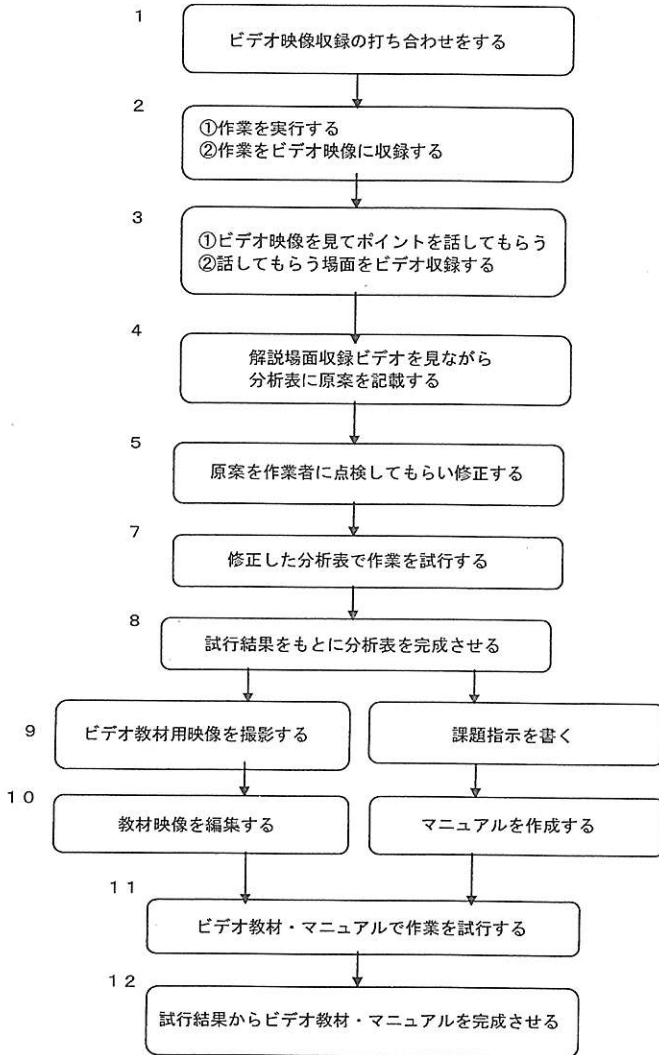 1
ビデオ映像収録の打ち合わせをする
2
①作業を実行する
②作業をビデオ映像に収録する
3
①ビデオ映像を見てポイントを話してもらう
②話してもらう場面をビデオ収録する
4
解説場面収録ビデオを見ながら
分析表に原案を記載する
5
原案を作業者に点検してもらい修正する
7
修正した分析表で作業を試行する
8
試行結果をもとに分析表を完成させる
9
ビデオ教材用映像を撮影する
課題指示を書く
10
教材映像を編集する
マニュアルを作成する
11
ビデオ教材・マニュアルで作業を試行する
12
試行結果からビデオ教材・マニュアルを完成させる